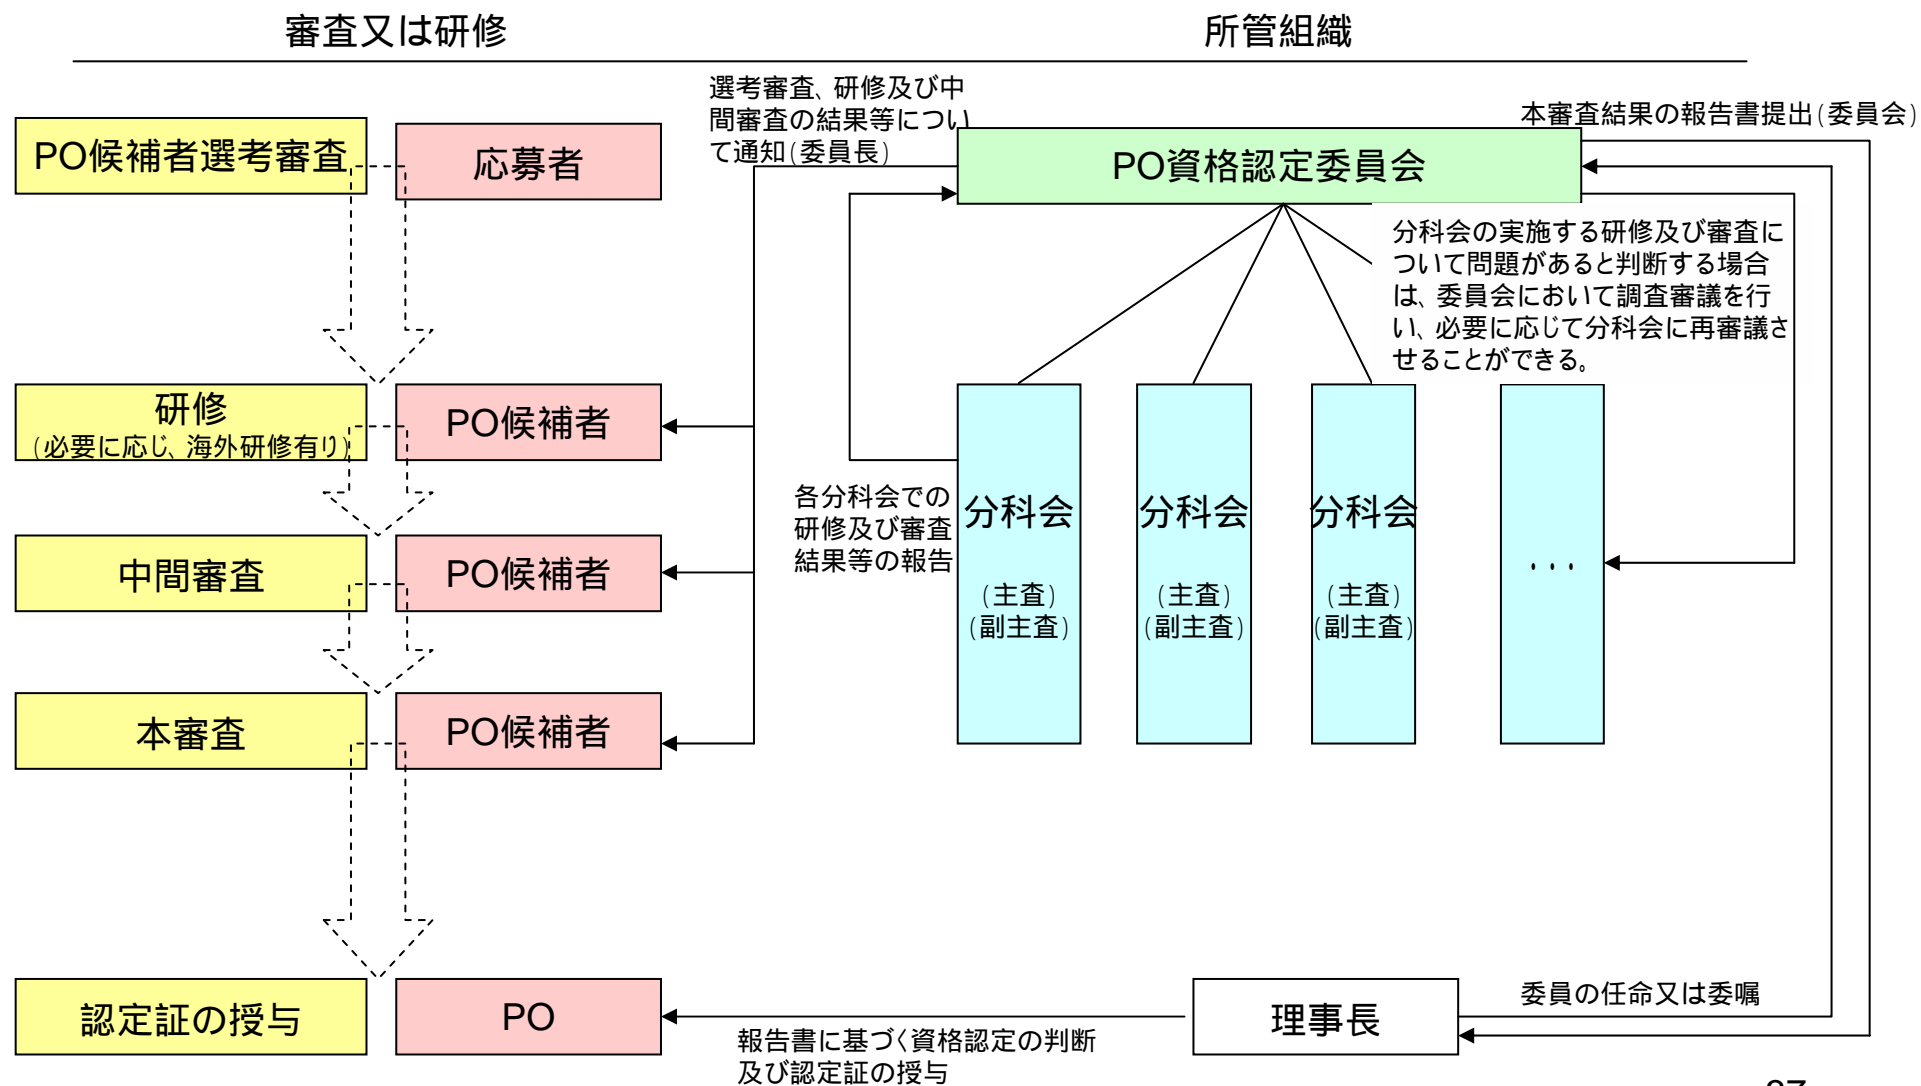 審査又は研修
所管組織
選考審査、研修及び中
間審査の結果等につい
て通知(委員長)
本審査結果の報告書提出(委員会)
PO候補者選考審査
応募者
PO資格認定委員会
分科会の実施する研修及び審査に
ついて問題があると判断する場合
は、委員会において調査審議を行
い、必要に応じて分科会に再審議さ
せることができる。
研修
(必要に応じ、海外研修有り)
PO候補者
各分科会での
研修及び審査
結果等の報告
分科会
(主査)
(副主査)
分科会
(主査)
(副主査)
分科会
(主査)
(副主査)
・・・
中間審査
PO候補者
本審査
PO候補者
認定証の授与
PO
理事長
委員の任命又は委嘱
報告書に基づく資格認定の判断
及び認定証の授与